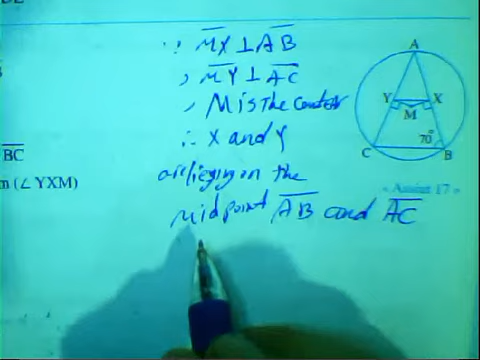 ∵ MX ⊥ AB
, MY ⊥ AC
, M is the center
∴ X and Y
are lieying on the
midpoint AB and AC
BC
m (∠ YXM)
« Assiut 17 »
A
Y
X
M
70°
C
B